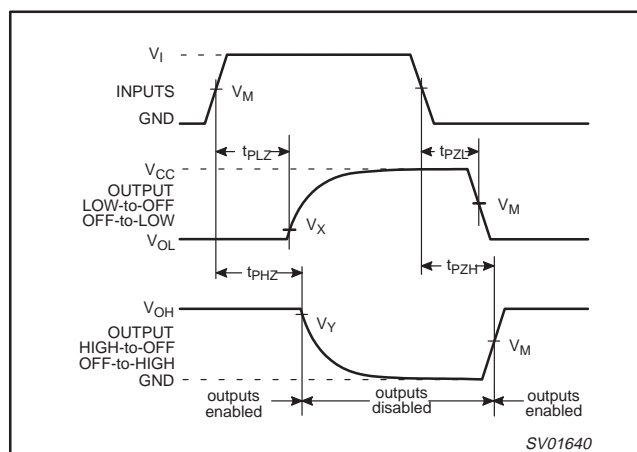 V_I
INPUTS
V_M
GND
t_PLZ
t_PZL
V_CC
OUTPUT
LOW-to-OFF
OFF-to-LOW
V_M
V_X
V_OL
t_PHZ
t_PZH
V_OH
V_Y
OUTPUT
HIGH-to-OFF
OFF-to-HIGH
V_M
GND
outputs
enabled
outputs
disabled
outputs
enabled
SV01640